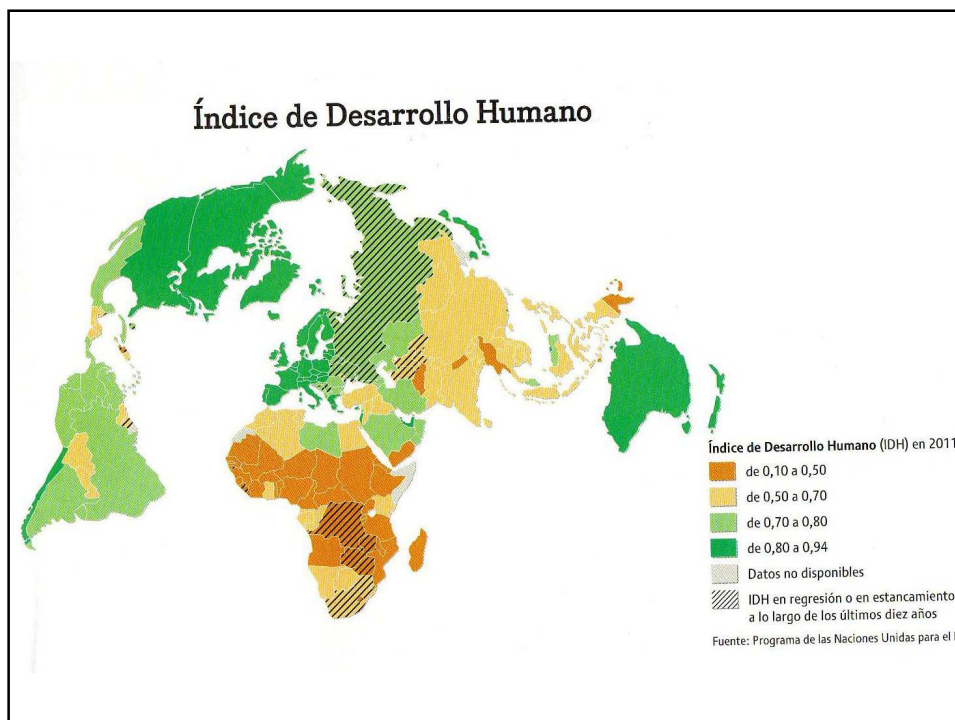 Índice de Desarrollo Humano
Índice de Desarrollo Humano (IDH) en 2011
de 0,10 a 0,50
de 0,50 a 0,70
de 0,70 a 0,80
de 0,80 a 0,94
Datos no disponibles
IDH en regresión o en estancamiento
a lo largo de los últimos diez años
Fuente: Programa de las Naciones Unidas para el